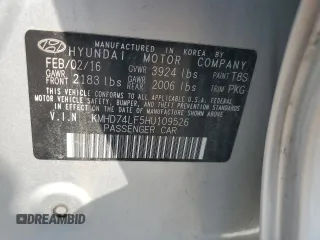 MANUFACTURED IN KOREA BY
HYUNDAI MOTOR COMPANY
FEB/02/16 GVWR 3924 lbs PAINT TBS
GAWR FRONT 2183 lbs GAWR REAR 2006 lbs TRIM PKG
THIS VEHICLE CONFORMS TO ALL APPLICABLE U.S. FEDERAL
MOTOR VEHICLE SAFETY, BUMPER, AND THEFT PREVENTION
STANDARDS IN EFFECT ON THE DATE OF MANUFACTURE SHOWN ABOVE.
V.I.N KMHD74LF5HU109526
PASSENGER CAR
DREAMBID